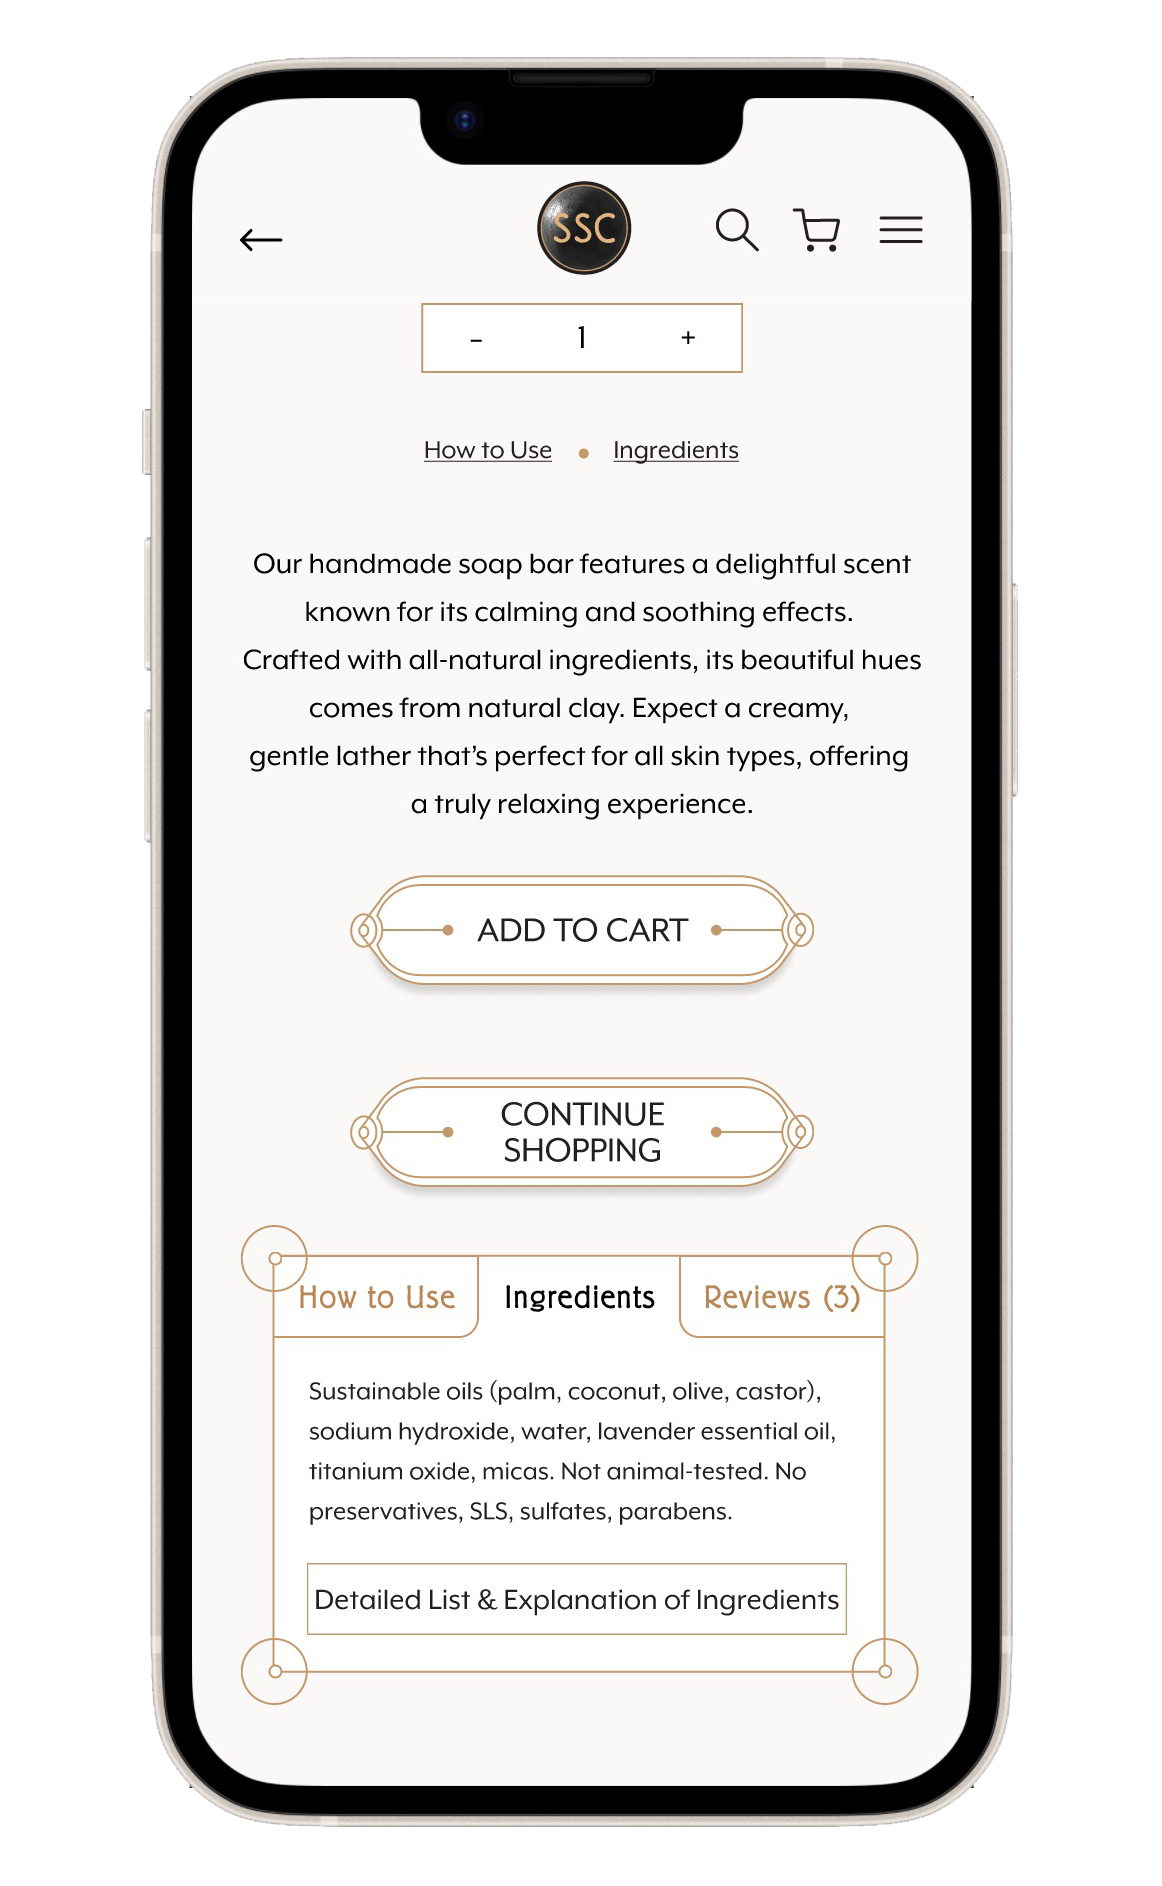 SSC
- 1 +
How to Use • Ingredients
Our handmade soap bar features a delightful scent
known for its calming and soothing effects.
Crafted with all-natural ingredients, its beautiful hues
comes from natural clay. Expect a creamy,
gentle lather that’s perfect for all skin types, offering
a truly relaxing experience.
ADD TO CART
CONTINUE
SHOPPING
How to Use Ingredients Reviews (3)
Sustainable oils (palm, coconut, olive, castor),
sodium hydroxide, water, lavender essential oil,
titanium oxide, micas. Not animal-tested. No
preservatives, SLS, sulfates, parabens.
Detailed List & Explanation of Ingredients